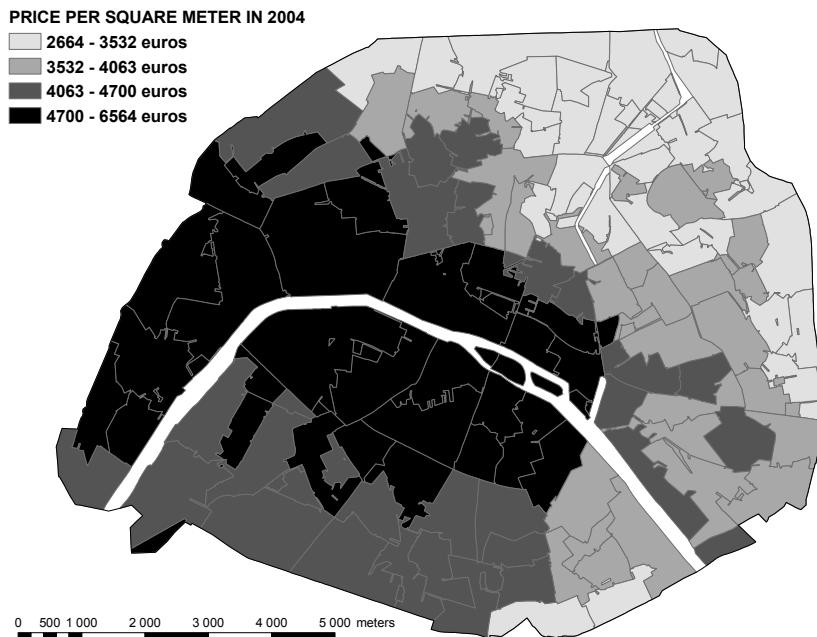 PRICE PER SQUARE METER IN 2004
2664 - 3532 euros
3532 - 4063 euros
4063 - 4700 euros
4700 - 6564 euros
0 500 1 000 2 000 3 000 4 000 5 000 meters